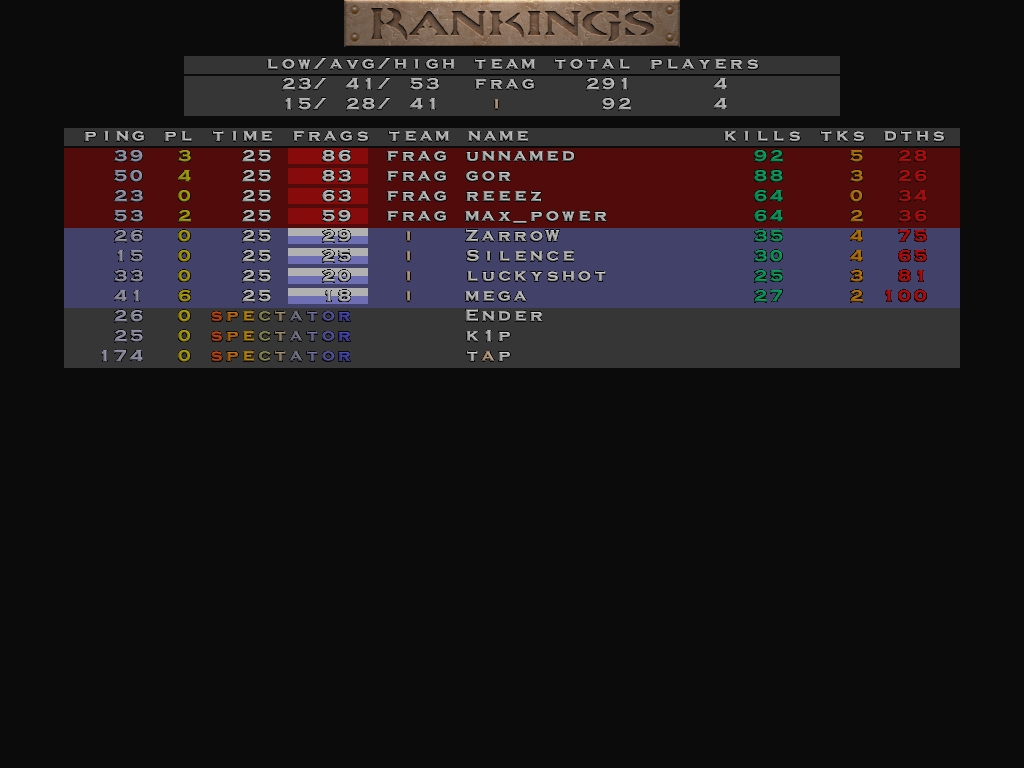 RANKINGS
LOW/AVG/HIGH TEAM TOTAL PLAYERS
23/ 41/ 53 FRAG 291 4
15/ 28/ 41 I 92 4
PING PL TIME FRAGS TEAM NAME KILLS TKS DTHS
39 3 25 86 FRAG UNNAMED 92 5 28
50 4 25 83 FRAG GOR 88 3 26
23 0 25 63 FRAG REEEZ 64 0 34
53 2 25 59 FRAG MAX_POWER 64 2 36
26 0 25 29 I ZARROW 35 4 75
15 0 25 25 I SILENCE 30 4 65
33 0 25 20 I LUCKYSHOT 25 3 81
41 6 25 18 I MEGA 27 2 100
26 0 SPECTATOR ENDER
25 0 SPECTATOR K1P
174 0 SPECTATOR TAP